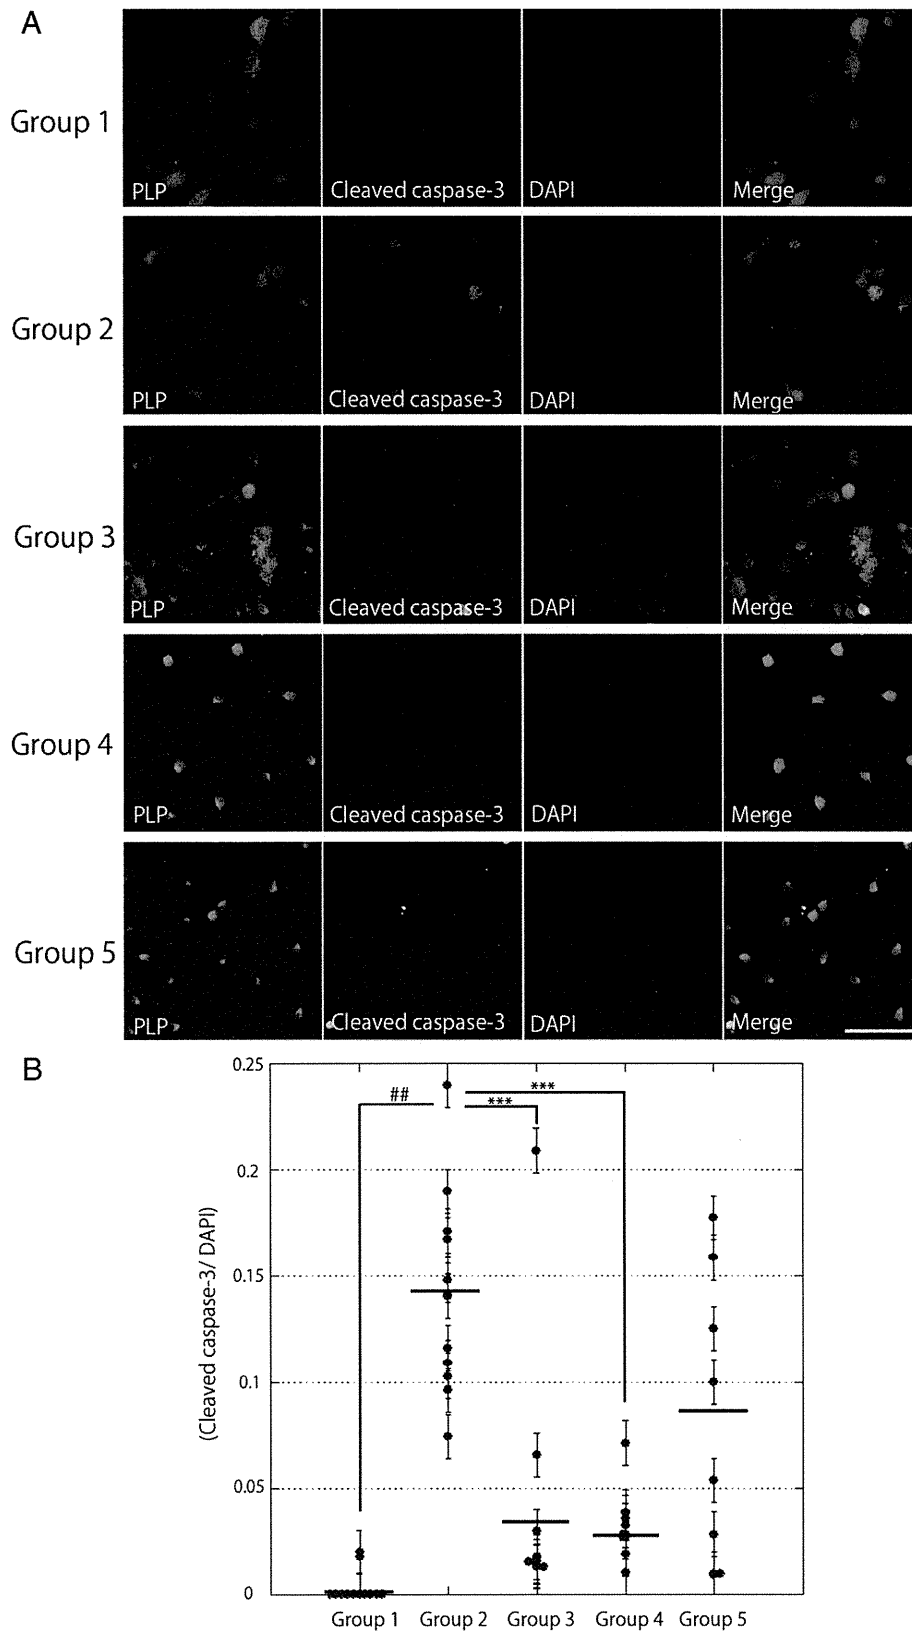 A
Group 1
PLP Cleaved caspase-3 DAPI Merge
Group 2
PLP Cleaved caspase-3 DAPI Merge
Group 3
PLP Cleaved caspase-3 DAPI Merge
Group 4
PLP Cleaved caspase-3 DAPI Merge
Group 5
PLP Cleaved caspase-3 DAPI Merge
B
(Cleaved caspase-3/ DAPI)
0.25
0.2
0.15
0.1
0.05
0
##
***
***
Group 1 Group 2 Group 3 Group 4 Group 5